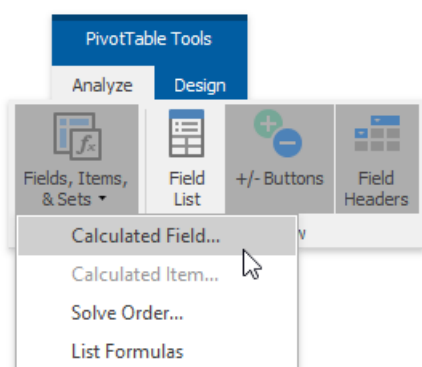 PivotTable Tools
Analyze Design
Fields, Items, & Sets
Field List
+/- Buttons
Field Headers
Calculated Field...
Calculated Item...
Solve Order...
List Formulas